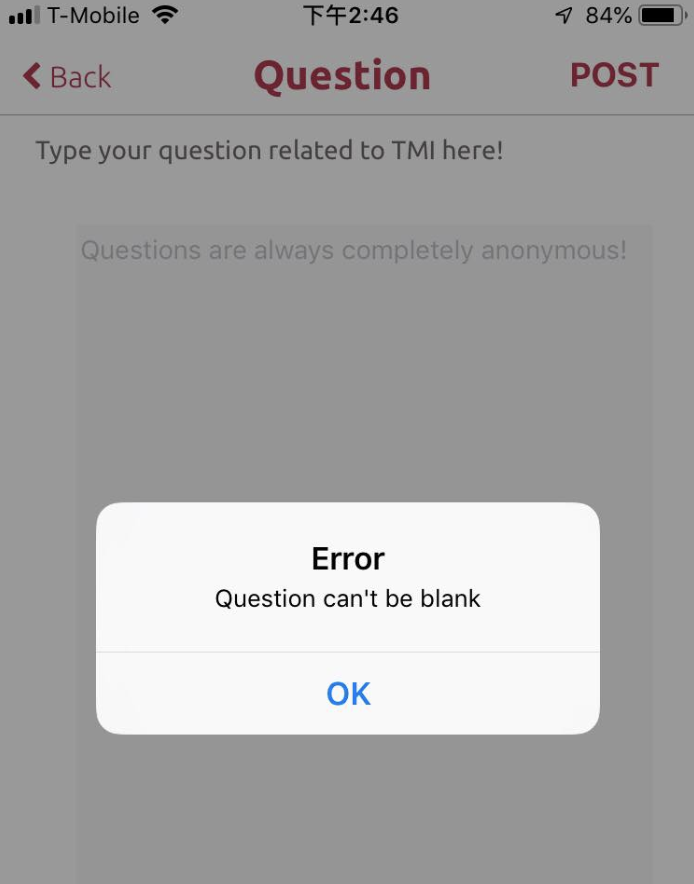 T-Mobile 下午2:46 84%
Back Question POST
Type your question related to TMI here!
Questions are always completely anonymous!
Error
Question can't be blank
OK